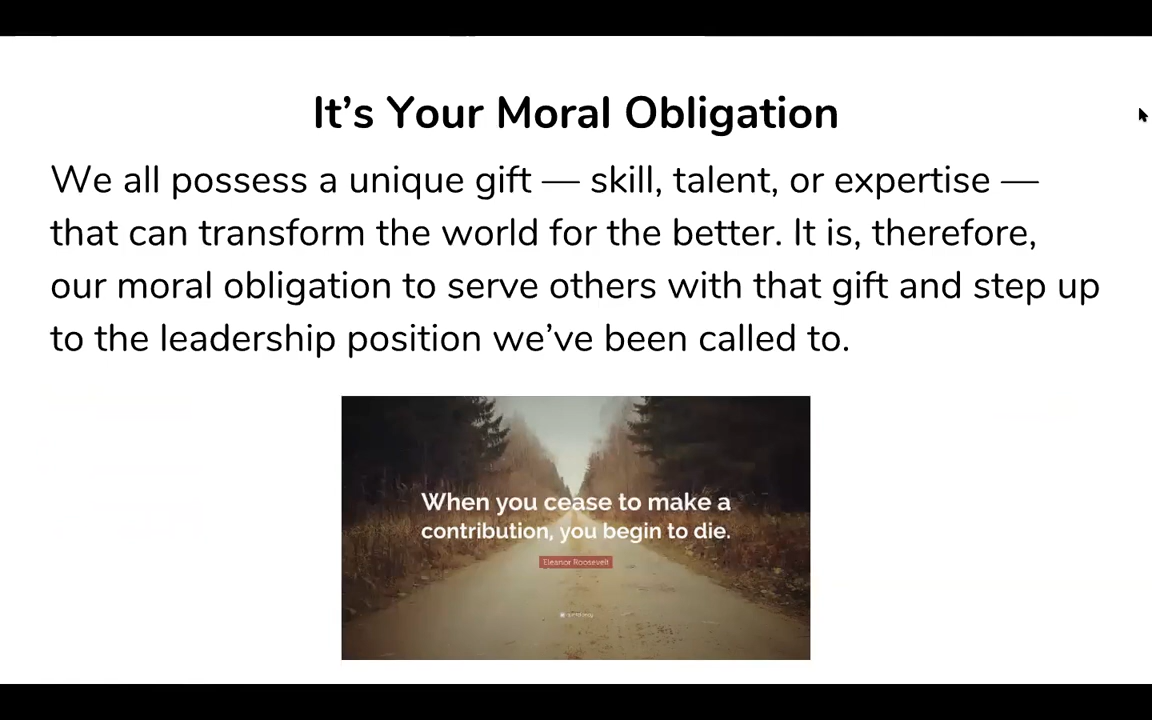 It’s Your Moral Obligation
We all possess a unique gift — skill, talent, or expertise —
that can transform the world for the better. It is, therefore,
our moral obligation to serve others with that gift and step up
to the leadership position we’ve been called to.
When you cease to make a
contribution, you begin to die.
Eleanor Roosevelt